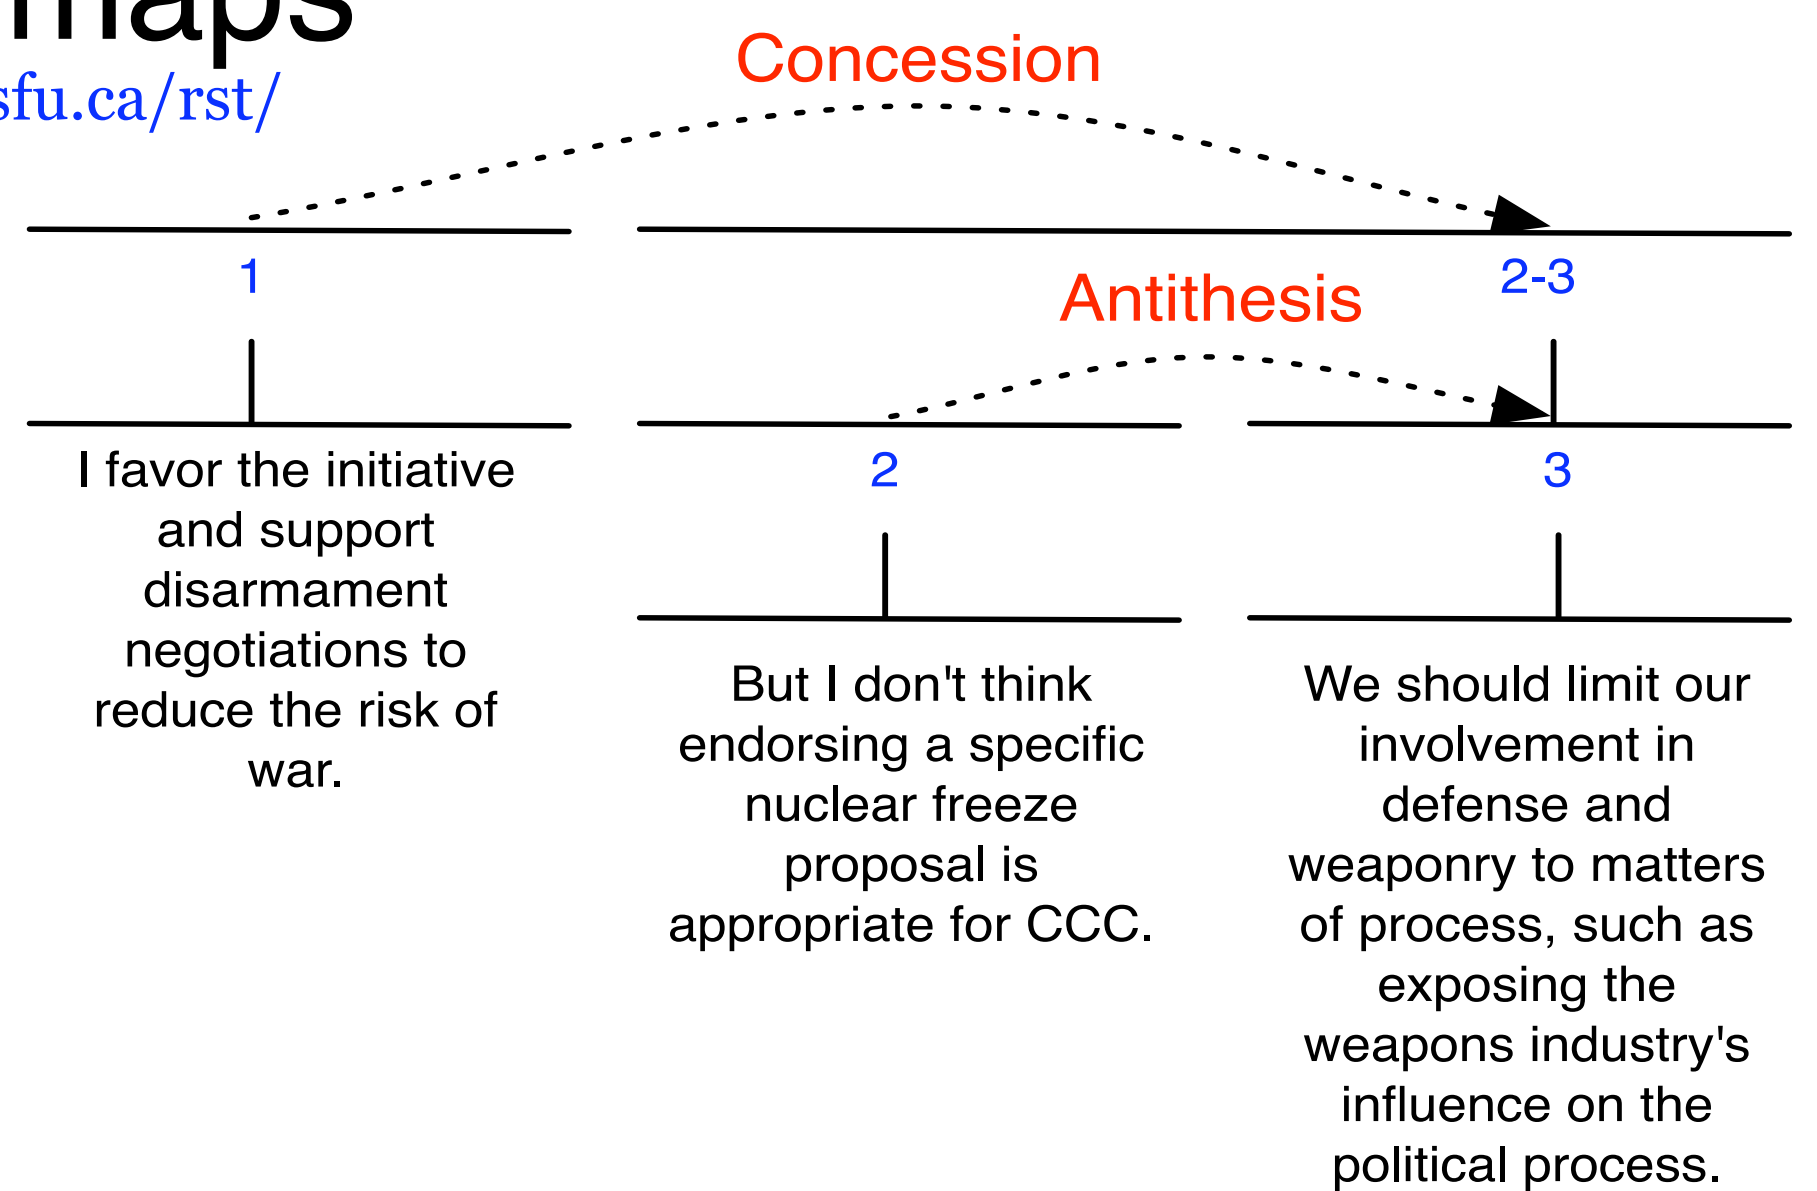 maps
sfu.ca/rst/
Concession
1
2-3
Antithesis
I favor the initiative
and support
disarmament
negotiations to
reduce the risk of
war.
2
But I don't think
endorsing a specific
nuclear freeze
proposal is
appropriate for CCC.
3
We should limit our
involvement in
defense and
weaponry to matters
of process, such as
exposing the
weapons industry's
influence on the
political process.